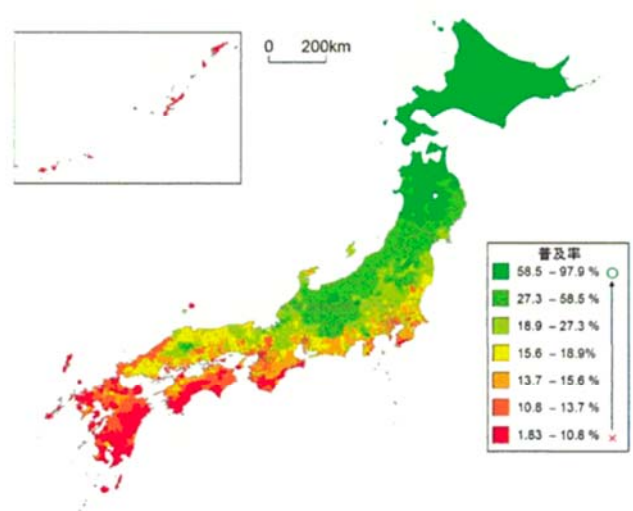 0 200km
普及率
58.5 – 97.9 %
27.3 – 58.5 %
18.9 – 27.3 %
15.6 – 18.9%
13.7 – 15.6 %
10.8 – 13.7 %
1.83 – 10.8 %